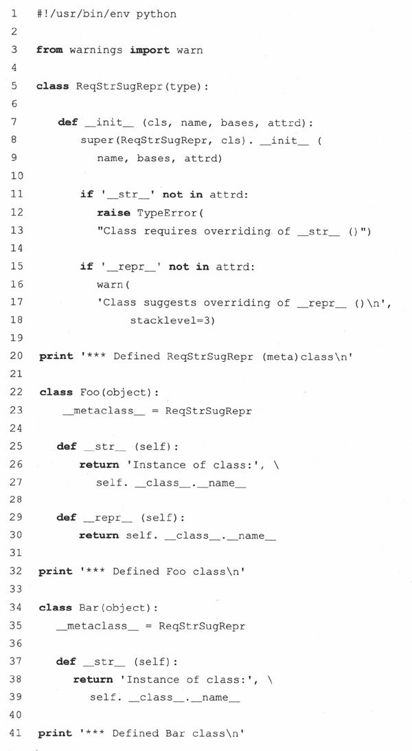 1 #!/usr/bin/env python
2
3 from warnings import warn
4
5 class ReqStrSugRepr(type):
6
7 def __init__ (cls, name, bases, attrd):
8 super(ReqStrSugRepr, cls). __init__ (
9 name, bases, attrd)
10
11 if '__str__' not in attrd:
12 raise TypeError(
13 "Class requires overriding of __str__ ()")
14
15 if '__repr__' not in attrd:
16 warn(
17 'Class suggests overriding of __repr__ ()\n',
18 stacklevel=3)
19
20 print '*** Defined ReqStrSugRepr (meta)class\n'
21
22 class Foo(object):
23 __metaclass__ = ReqStrSugRepr
24
25 def __str__ (self):
26 return 'Instance of class:', \
27 self. __class__.__name__
28
29 def __repr__ (self):
30 return self. __class__.__name__
31
32 print '*** Defined Foo class\n'
33
34 class Bar(object):
35 __metaclass__ = ReqStrSugRepr
36
37 def __str__ (self):
38 return 'Instance of class:', \
39 self. __class__.__name__
40
41 print '*** Defined Bar class\n'